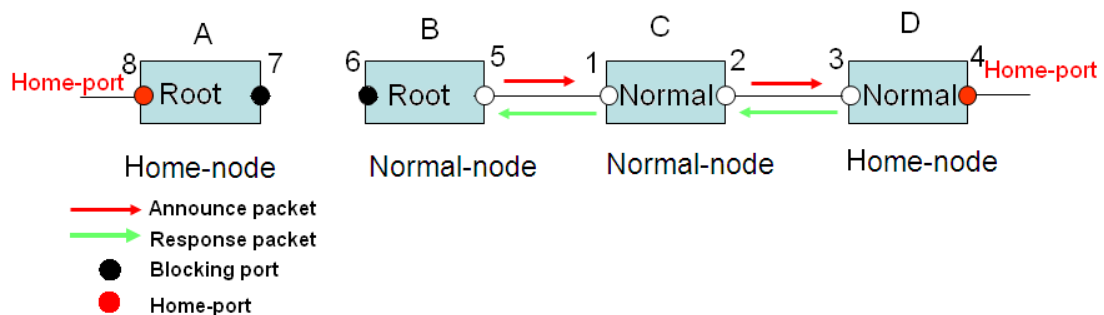 A
B
C
D
8
7
6
5
1
2
3
4
Home-port
Root
Root
Normal
Normal
Home-port
Home-node
Normal-node
Normal-node
Home-node
Announce packet
Response packet
Blocking port
Home-port